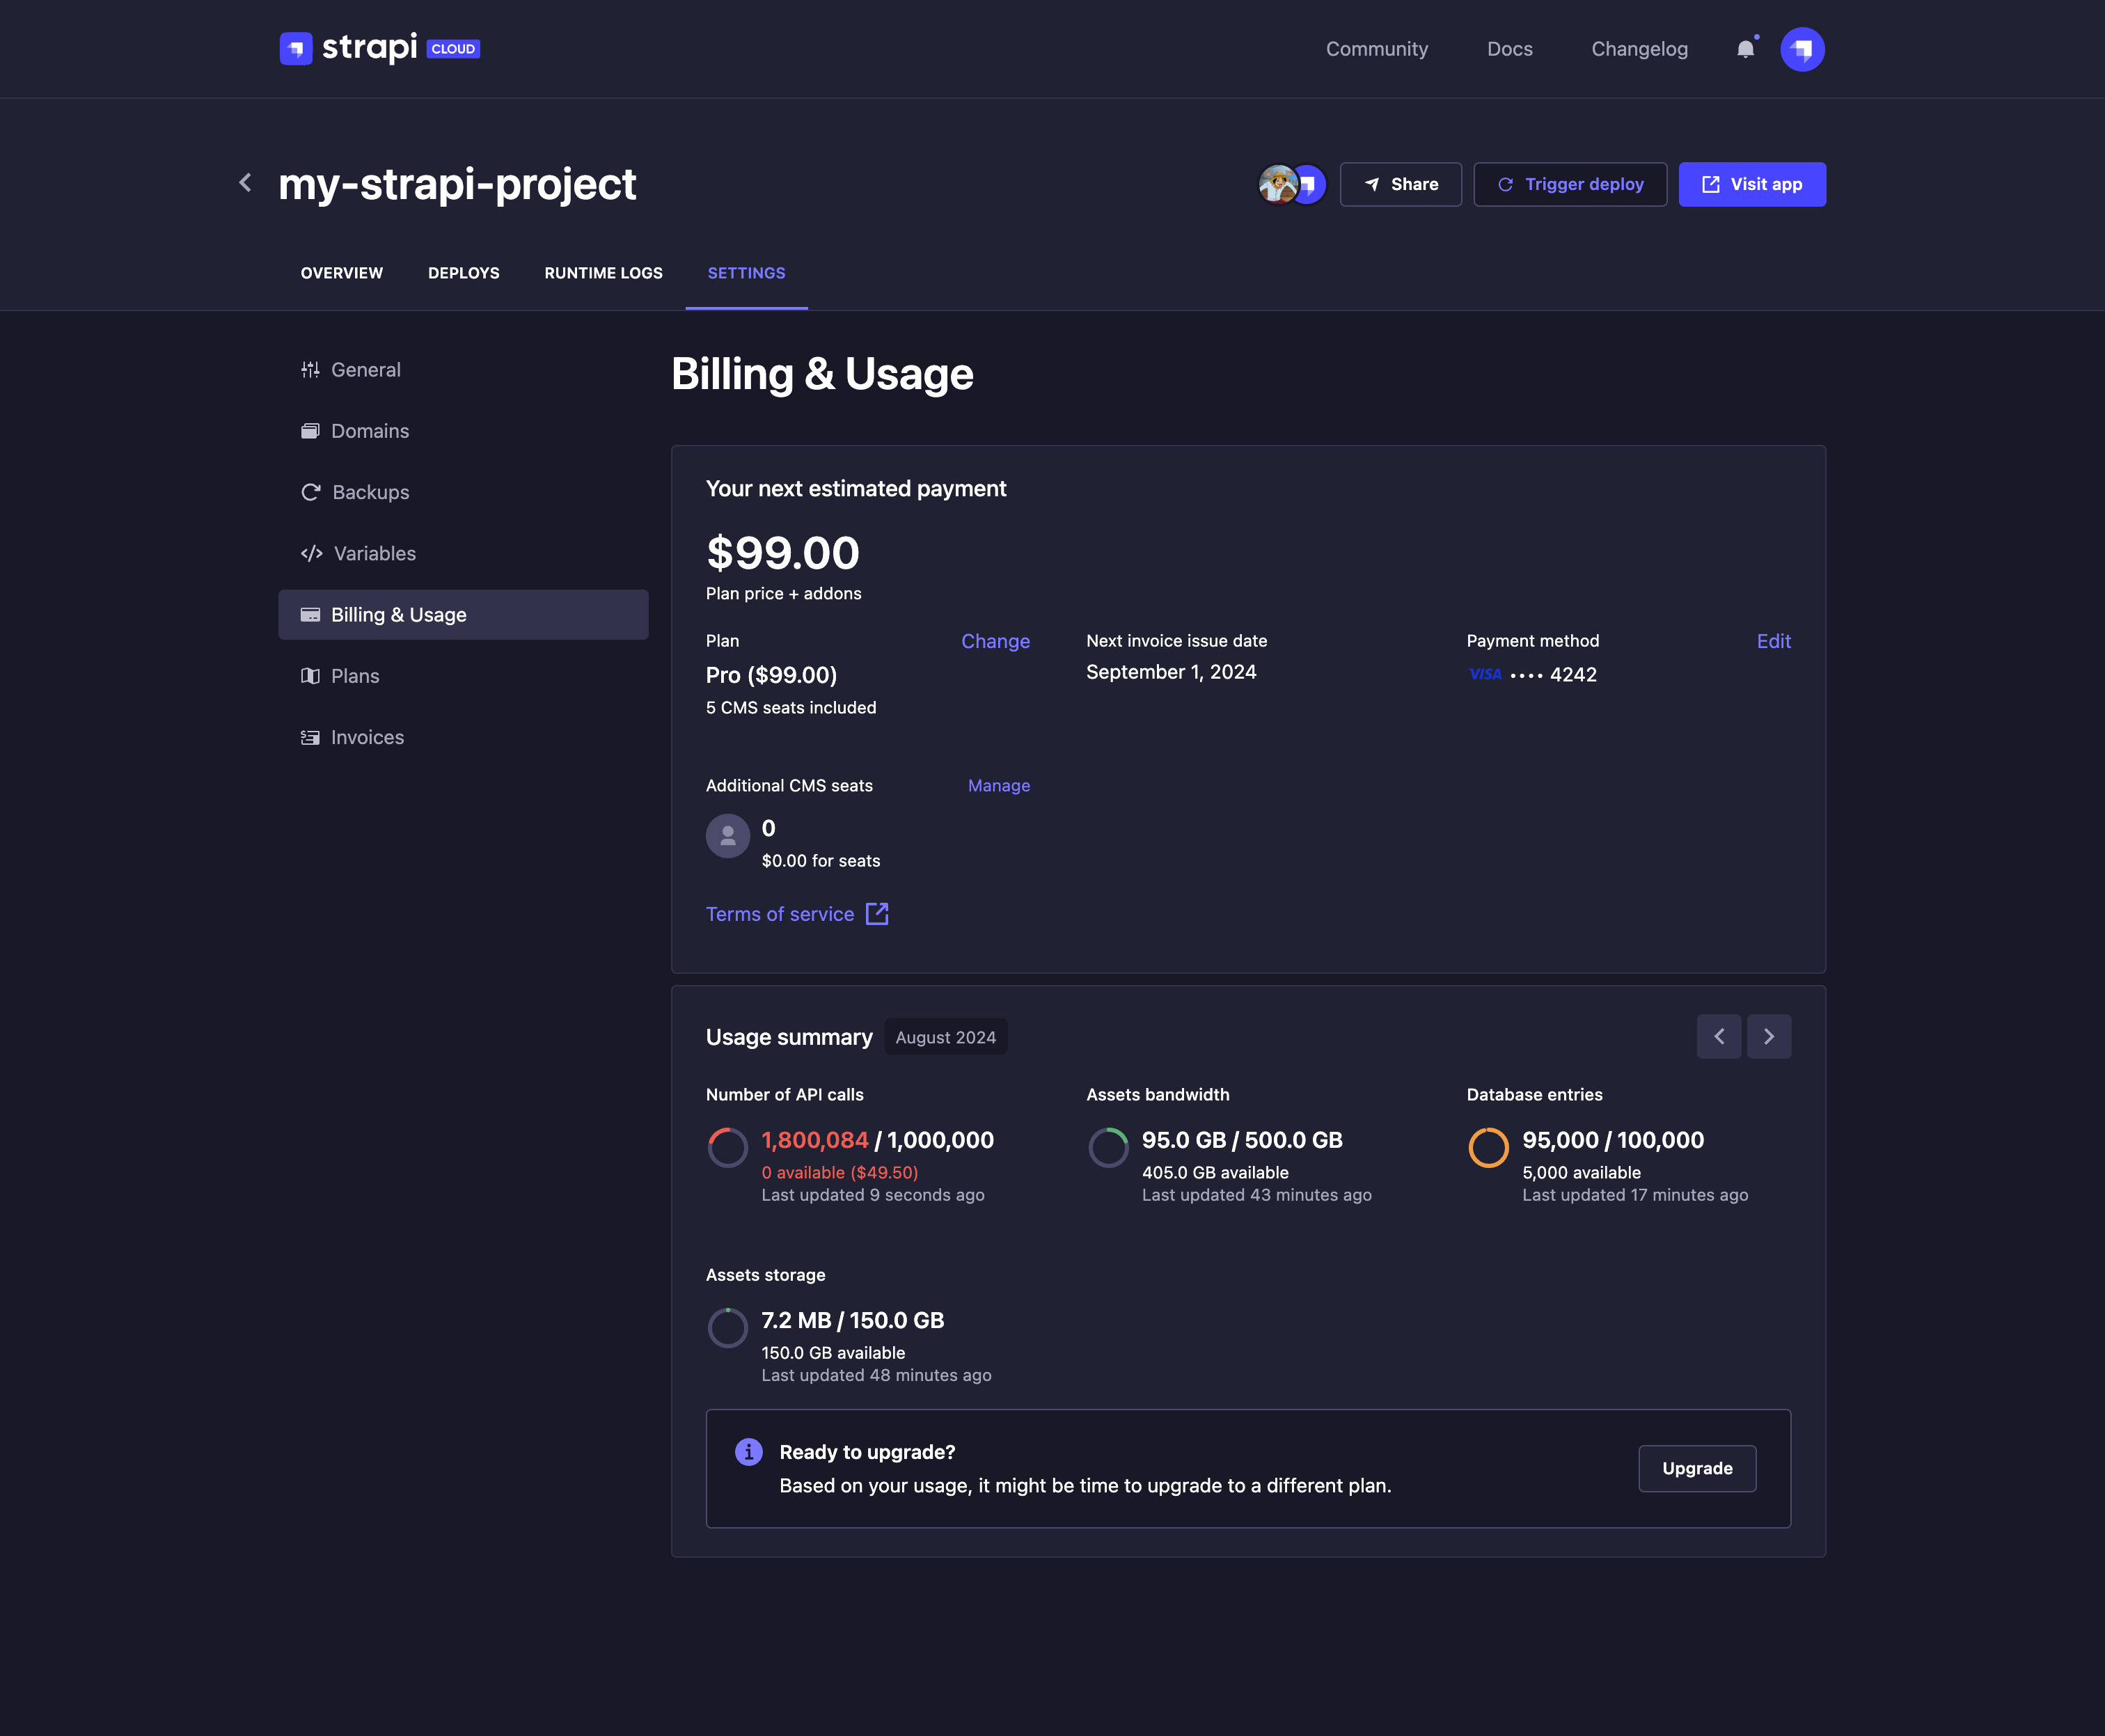 strapi CLOUD
Community Docs Changelog
my-strapi-project
Share Trigger deploy Visit app
OVERVIEW DEPLOYS RUNTIME LOGS SETTINGS
General
Domains
Backups
Variables
Billing & Usage
Plans
Invoices
Billing & Usage
Your next estimated payment
$99.00
Plan price + addons
Plan Change
Pro ($99.00)
5 CMS seats included
Next invoice issue date
September 1, 2024
Payment method Edit
VISA •••• 4242
Additional CMS seats Manage
0
$0.00 for seats
Terms of service
Usage summary August 2024
Number of API calls
1,800,084 / 1,000,000
0 available ($49.50)
Last updated 9 seconds ago
Assets bandwidth
95.0 GB / 500.0 GB
405.0 GB available
Last updated 43 minutes ago
Database entries
95,000 / 100,000
5,000 available
Last updated 17 minutes ago
Assets storage
7.2 MB / 150.0 GB
150.0 GB available
Last updated 48 minutes ago
Ready to upgrade?
Based on your usage, it might be time to upgrade to a different plan.
Upgrade